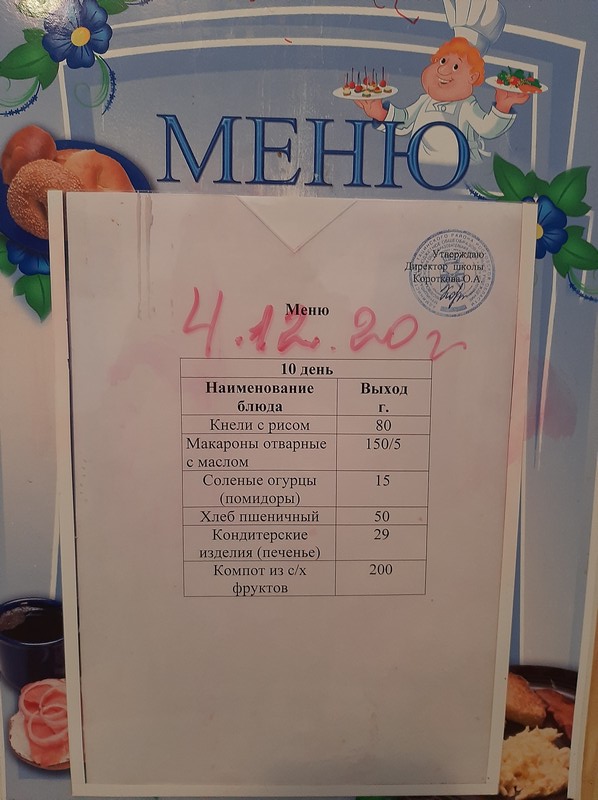 МЕНЮ
Утверждаю
Директор школы
Короткова О.А.
Меню
4.12.20г
10 день
Наименование блюда Выход г.
Кнели с рисом 80
Макароны отварные с маслом 150/5
Соленые огурцы (помидоры) 15
Хлеб пшеничный 50
Кондитерские изделия (печенье) 29
Компот из с/х фруктов 200